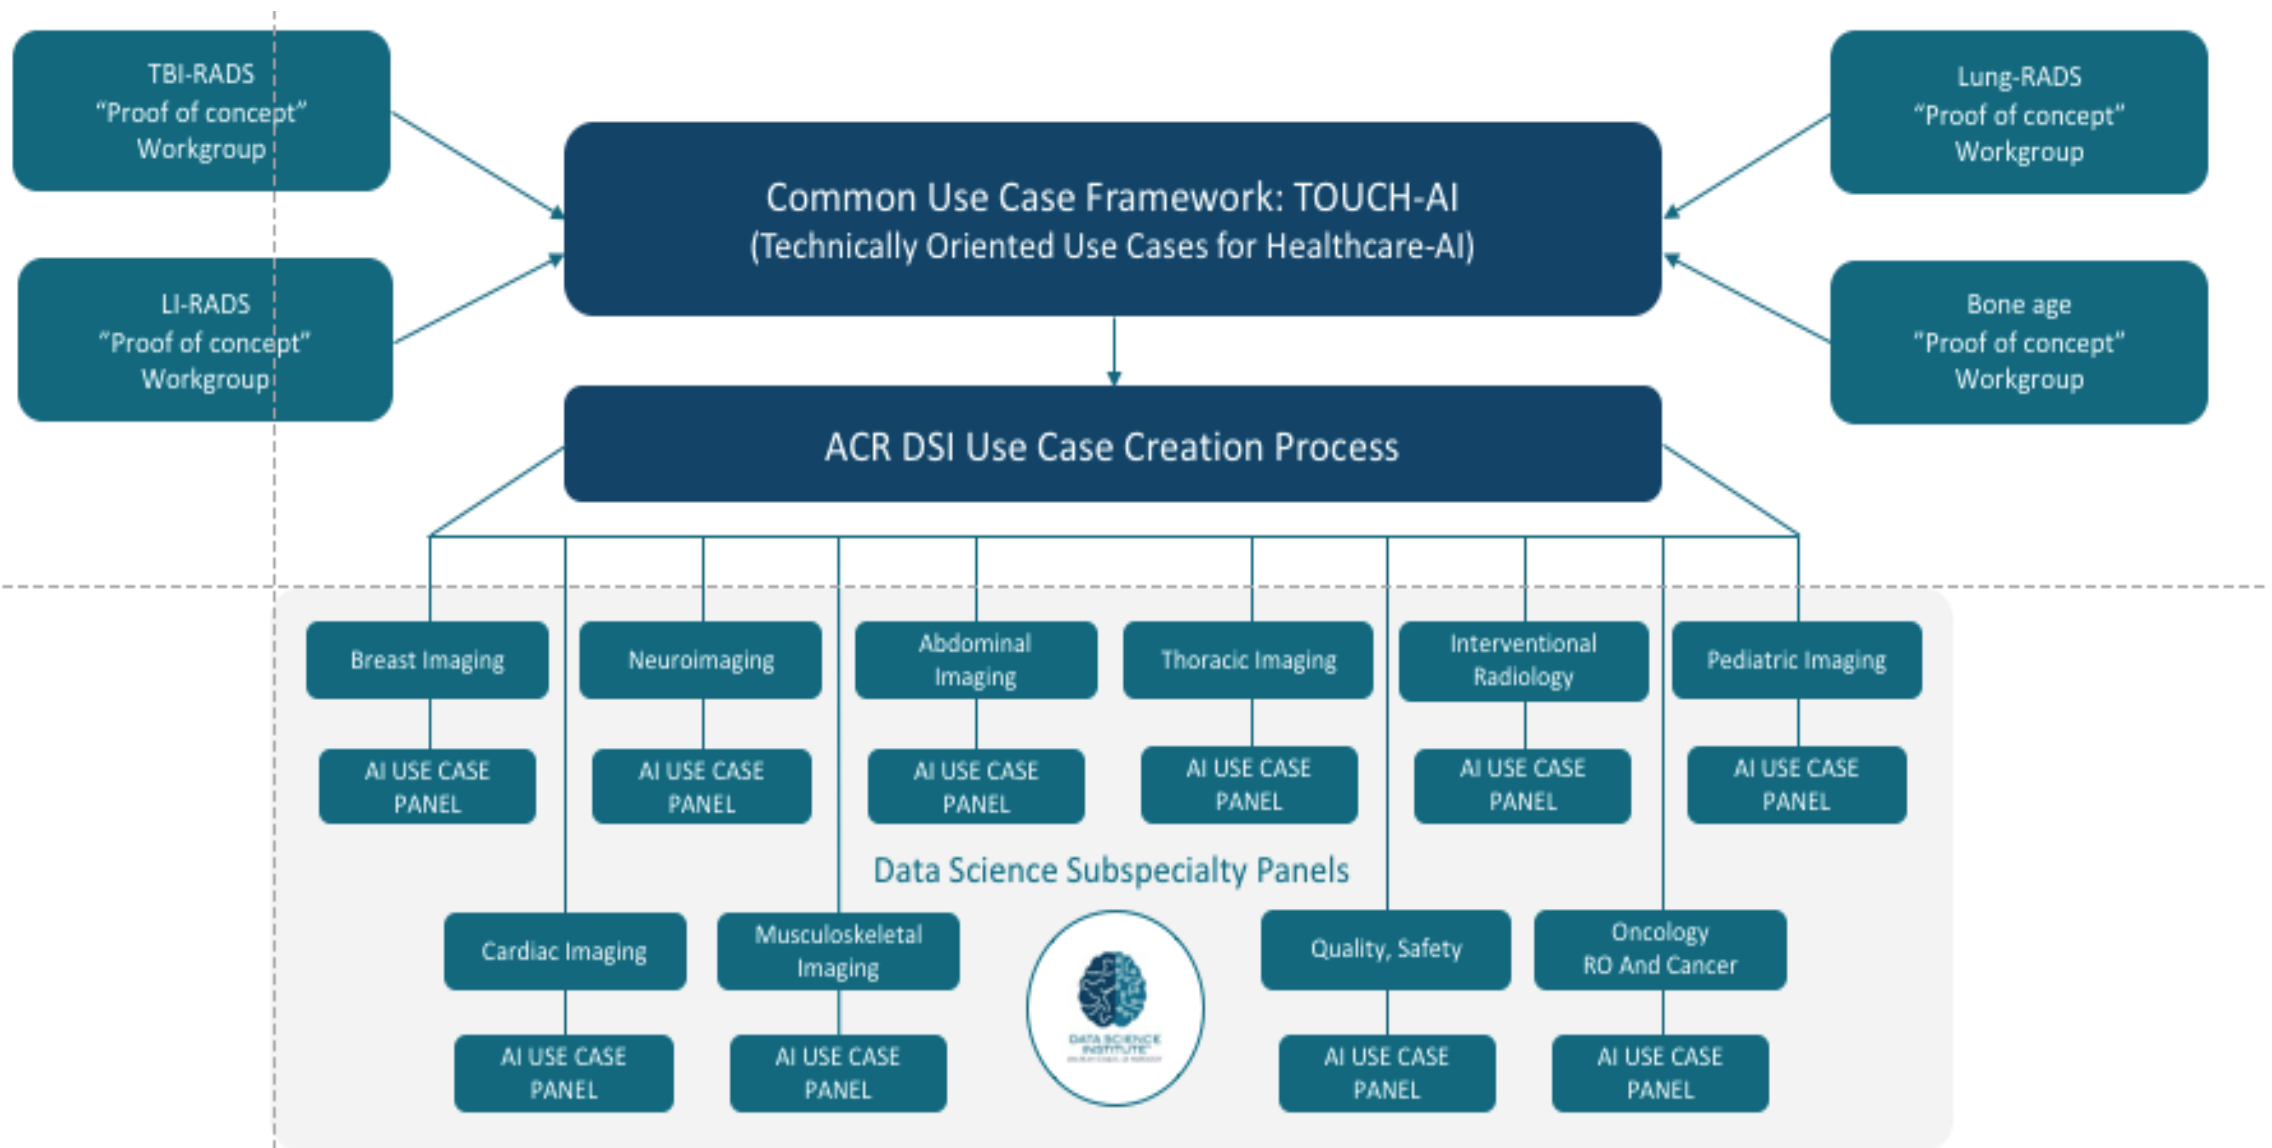 TBI-RADS
“Proof of concept”
Workgroup
Lung-RADS
“Proof of concept”
Workgroup
Common Use Case Framework: TOUCH-AI
(Technically Oriented Use Cases for Healthcare-AI)
LI-RADS
“Proof of concept”
Workgroup
Bone age
“Proof of concept”
Workgroup
ACR DSI Use Case Creation Process
Breast Imaging
Neuroimaging
Abdominal
Imaging
Thoracic Imaging
Interventional
Radiology
Pediatric Imaging
AI USE CASE
PANEL
AI USE CASE
PANEL
AI USE CASE
PANEL
AI USE CASE
PANEL
AI USE CASE
PANEL
AI USE CASE
PANEL
Data Science Subspecialty Panels
Cardiac Imaging
Musculoskeletal
Imaging
Quality, Safety
Oncology
RO And Cancer
DATA SCIENCE
INSTITUTE
AI USE CASE
PANEL
AI USE CASE
PANEL
AI USE CASE
PANEL
AI USE CASE
PANEL